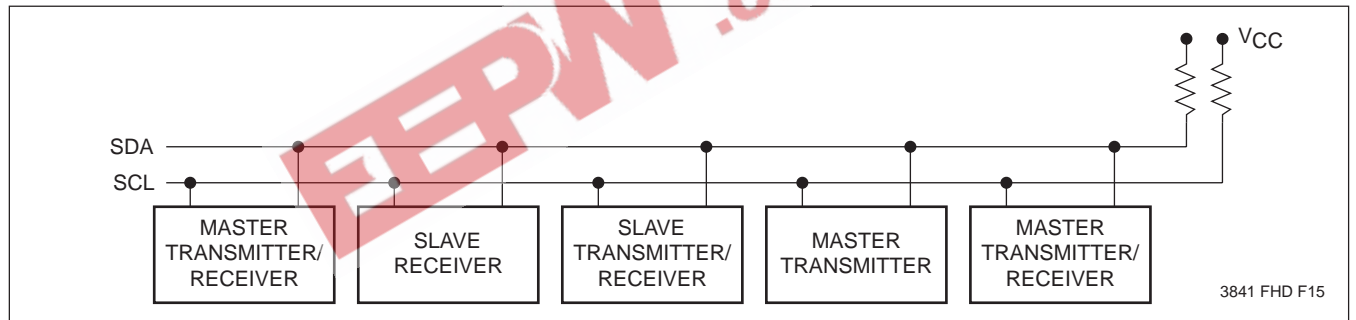 EEPW.c
VCC
SDA
SCL
MASTER
TRANSMITTER/
RECEIVER
SLAVE
RECEIVER
SLAVE
TRANSMITTER/
RECEIVER
MASTER
TRANSMITTER
MASTER
TRANSMITTER/
RECEIVER
3841 FHD F15